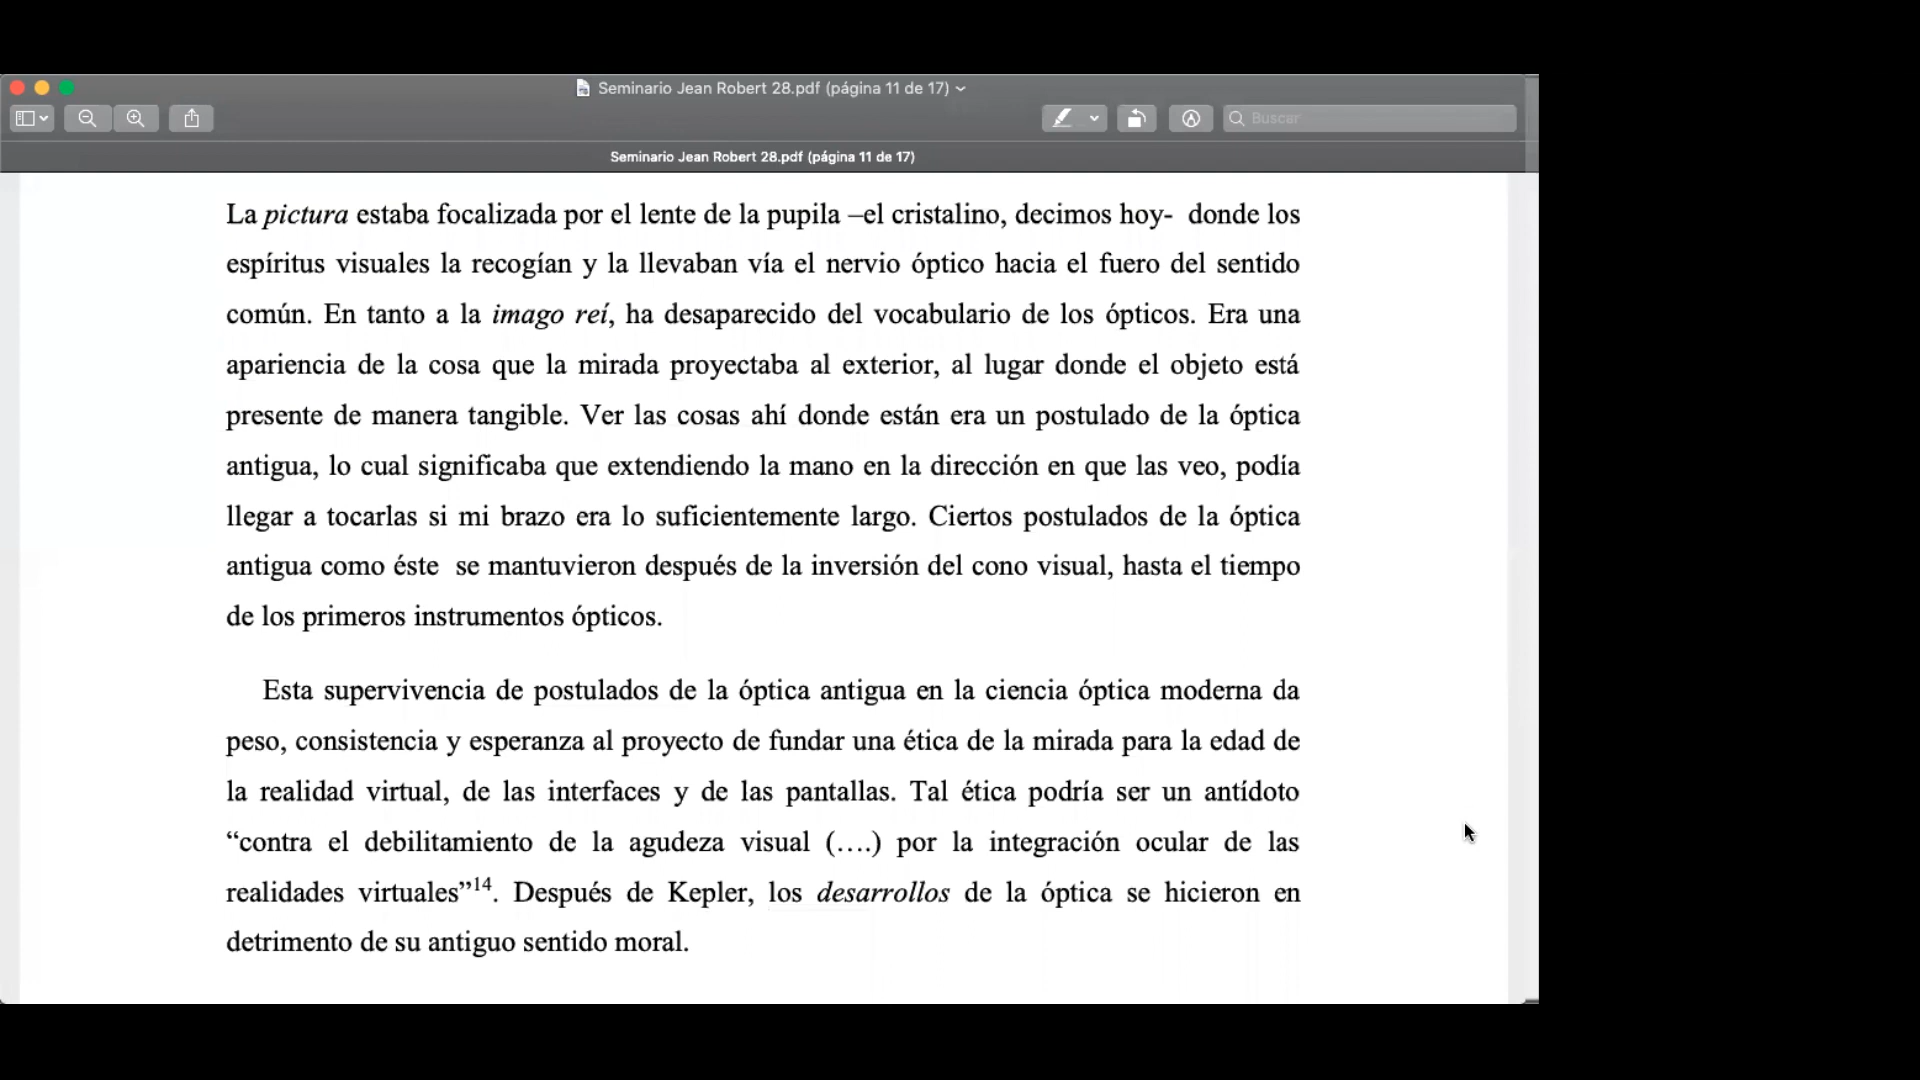 Seminario Jean Robert 28.pdf (página 11 de 17)
Buscar
Seminario Jean Robert 28.pdf (página 11 de 17)
La pictura estaba focalizada por el lente de la pupila –el cristalino, decimos hoy- donde los
espíritus visuales la recogían y la llevaban vía el nervio óptico hacia el fuero del sentido
común. En tanto a la imago reí, ha desaparecido del vocabulario de los ópticos. Era una
apariencia de la cosa que la mirada proyectaba al exterior, al lugar donde el objeto está
presente de manera tangible. Ver las cosas ahí donde están era un postulado de la óptica
antigua, lo cual significaba que extendiendo la mano en la dirección en que las veo, podía
llegar a tocarlas si mi brazo era lo suficientemente largo. Ciertos postulados de la óptica
antigua como éste se mantuvieron después de la inversión del cono visual, hasta el tiempo
de los primeros instrumentos ópticos.
Esta supervivencia de postulados de la óptica antigua en la ciencia óptica moderna da
peso, consistencia y esperanza al proyecto de fundar una ética de la mirada para la edad de
la realidad virtual, de las interfaces y de las pantallas. Tal ética podría ser un antídoto
“contra el debilitamiento de la agudeza visual (….) por la integración ocular de las
realidades virtuales”14. Después de Kepler, los desarrollos de la óptica se hicieron en
detrimento de su antiguo sentido moral.